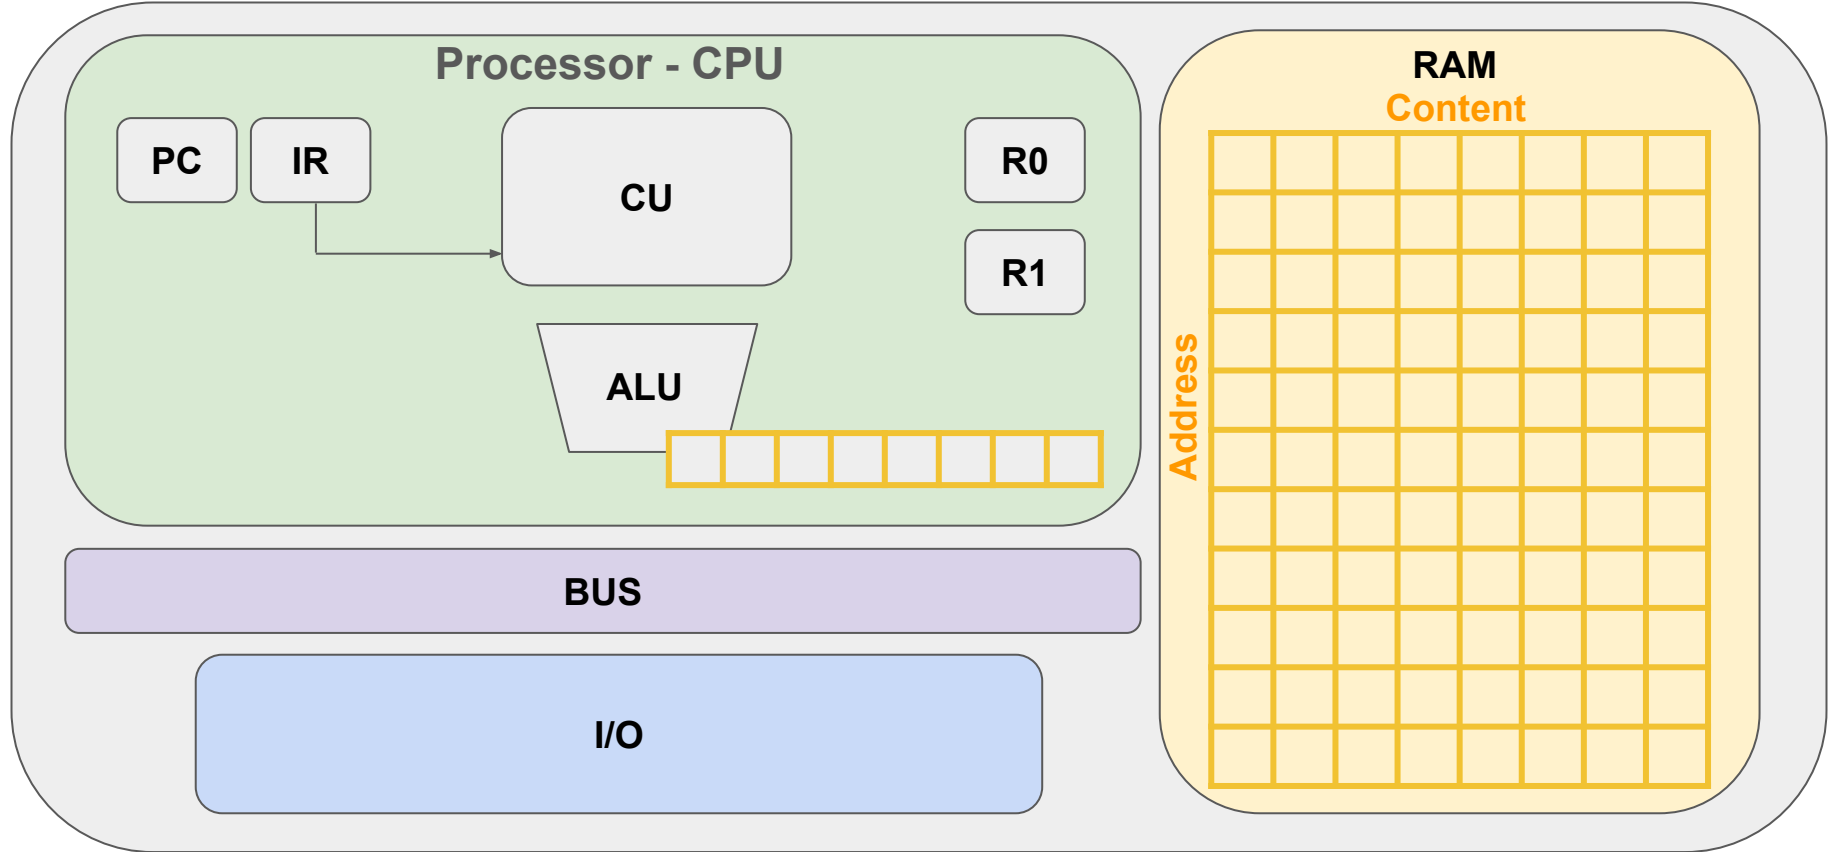 Processor - CPU
PC
IR
CU
R0
R1
ALU
BUS
I/O
RAM
Content
Address